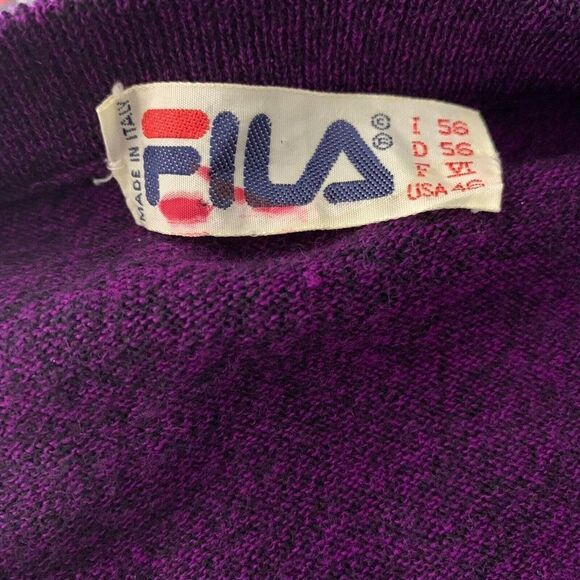 MADE IN ITALY
FILA ©®
I 56
D 56
F VI
USA 46